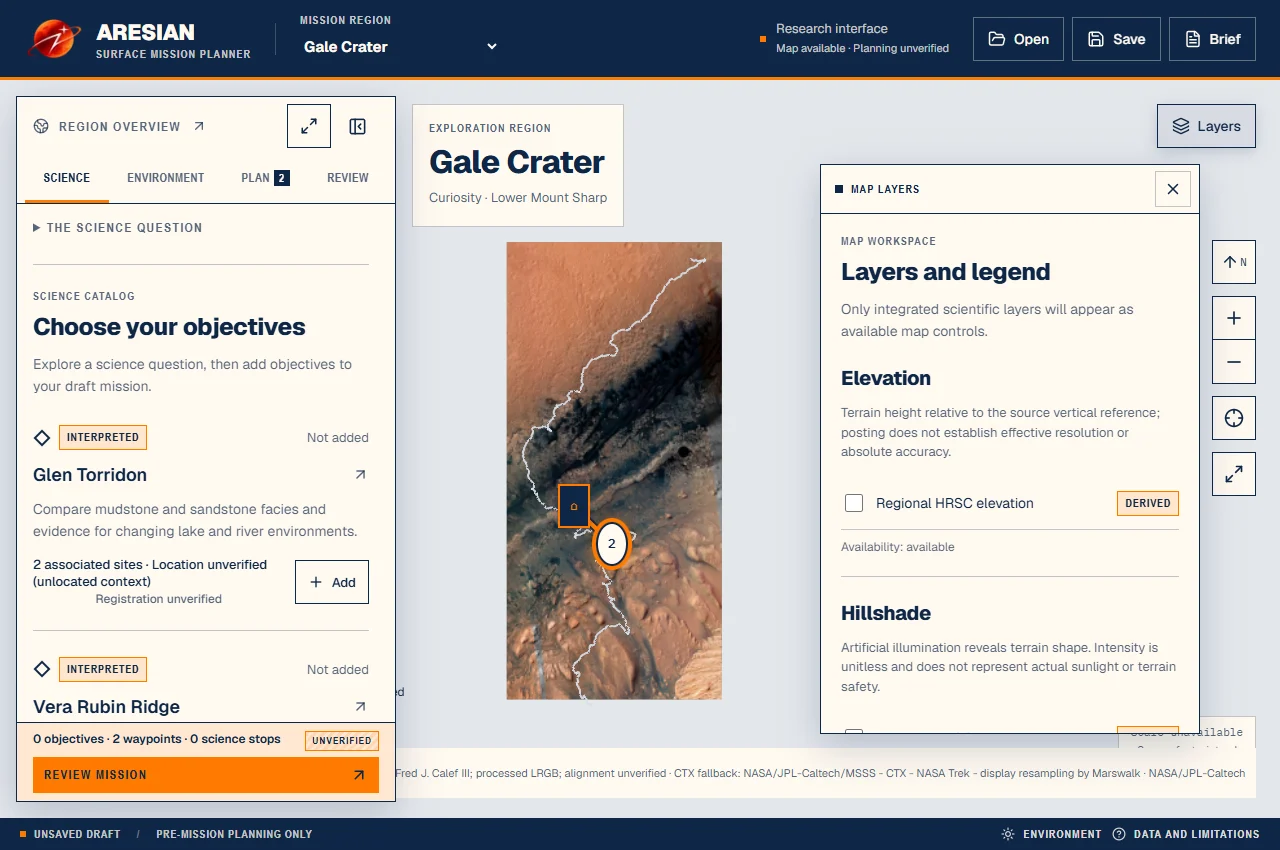 ARESIAN
SURFACE MISSION PLANNER
MISSION REGION
Gale Crater
Research interface
Map available · Planning unverified
Open
Save
Brief
REGION OVERVIEW
SCIENCE
ENVIRONMENT
PLAN 2
REVIEW
THE SCIENCE QUESTION
SCIENCE CATALOG
Choose your objectives
Explore a science question, then add objectives to
your draft mission.
INTERPRETED
Not added
Glen Torridon
Compare mudstone and sandstone facies and
evidence for changing lake and river environments.
2 associated sites · Location unverified
(unlocated context)
Registration unverified
Add
INTERPRETED
Not added
Vera Rubin Ridge
0 objectives · 2 waypoints · 0 science stops
UNVERIFIED
REVIEW MISSION
EXPLORATION REGION
Gale Crater
Curiosity · Lower Mount Sharp
2
Layers
MAP LAYERS
MAP WORKSPACE
Layers and legend
Only integrated scientific layers will appear as
available map controls.
Elevation
Terrain height relative to the source vertical reference;
posting does not establish effective resolution or
absolute accuracy.
Regional HRSC elevation
DERIVED
Availability: available
Hillshade
Artificial illumination reveals terrain shape. Intensity is
unitless and does not represent actual sunlight or terrain
safety.
N
Fred J. Calef III; processed LRGB; alignment unverified · CTX fallback: NASA/JPL-Caltech/MSSS - CTX - NASA Trek - display resampling by Marswalk · NASA/JPL-Caltech
UNSAVED DRAFT / PRE-MISSION PLANNING ONLY
ENVIRONMENT
DATA AND LIMITATIONS